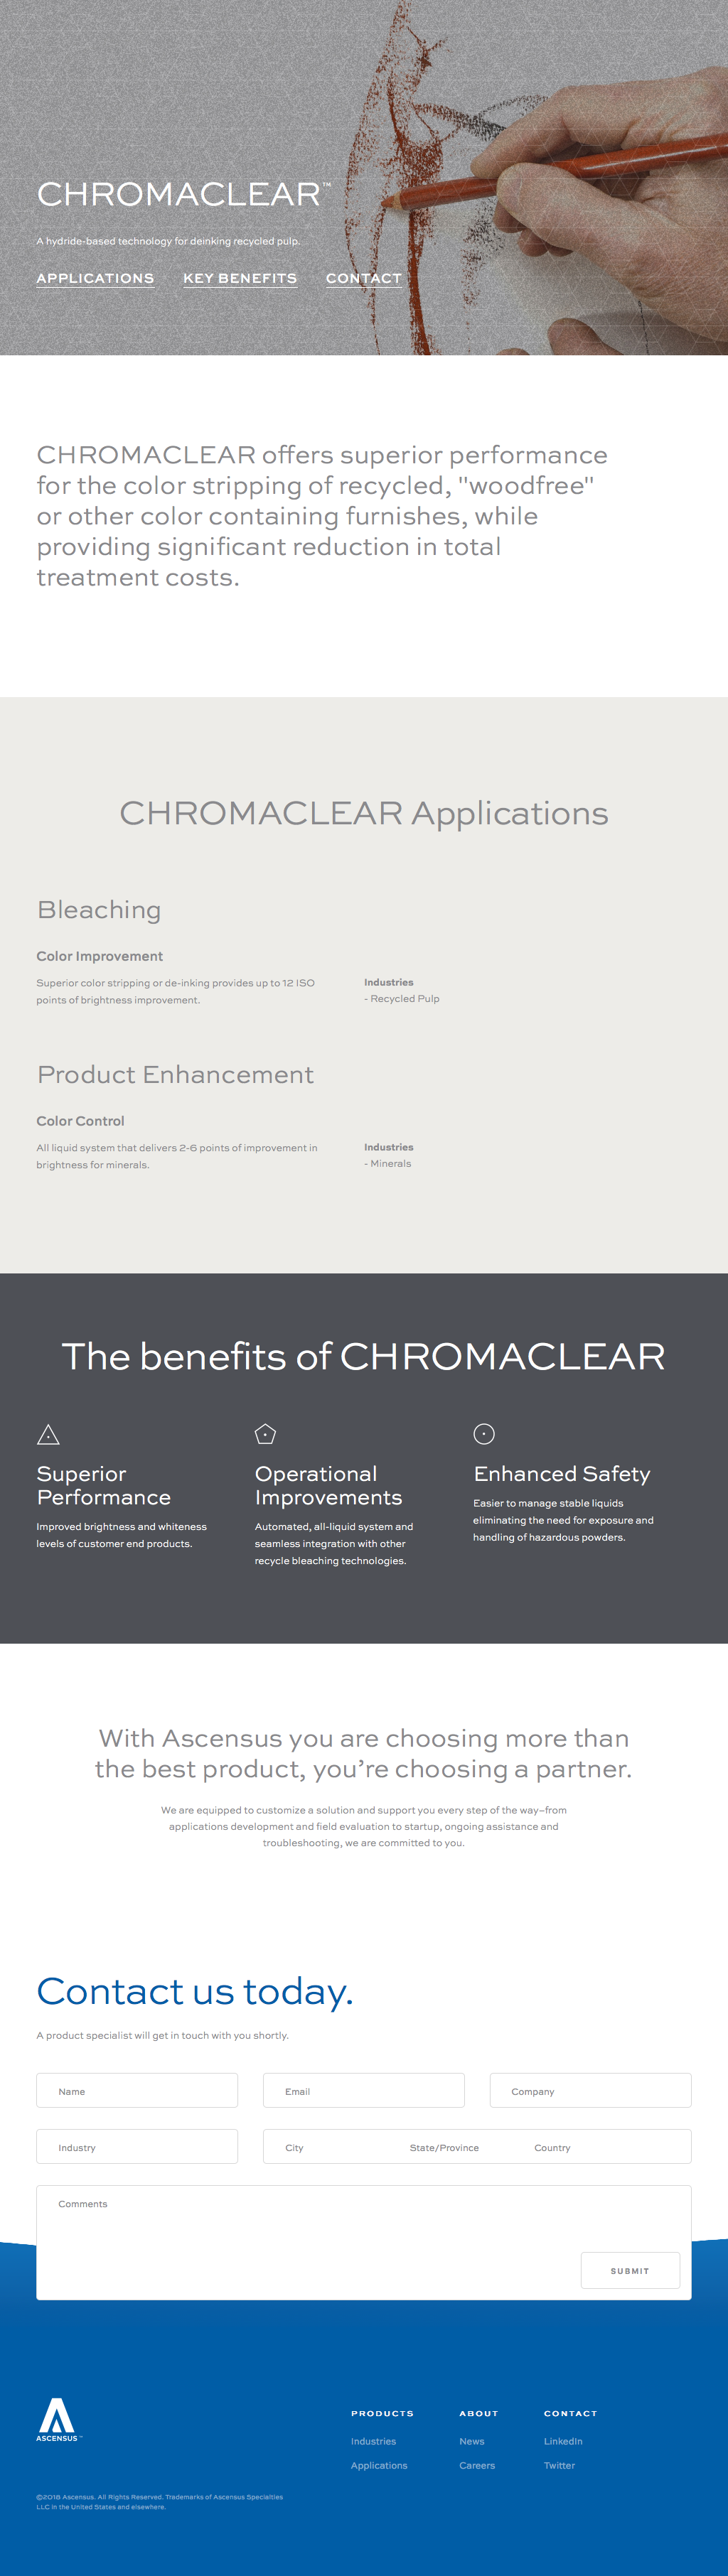 CHROMACLEAR™
A hydride-based technology for deinking recycled pulp.
APPLICATIONS KEY BENEFITS CONTACT
CHROMACLEAR offers superior performance
for the color stripping of recycled, "woodfree"
or other color containing furnishes, while
providing significant reduction in total
treatment costs.
CHROMACLEAR Applications
Bleaching
Color Improvement
Superior color stripping or de-inking provides up to 12 ISO
points of brightness improvement.
Industries
- Recycled Pulp
Product Enhancement
Color Control
All liquid system that delivers 2-6 points of improvement in
brightness for minerals.
Industries
- Minerals
The benefits of CHROMACLEAR
Superior
Performance
Improved brightness and whiteness
levels of customer end products.
Operational
Improvements
Automated, all-liquid system and
seamless integration with other
recycle bleaching technologies.
Enhanced Safety
Easier to manage stable liquids
eliminating the need for exposure and
handling of hazardous powders.
With Ascensus you are choosing more than
the best product, you’re choosing a partner.
We are equipped to customize a solution and support you every step of the way–from
applications development and field evaluation to startup, ongoing assistance and
troubleshooting, we are committed to you.
Contact us today.
A product specialist will get in touch with you shortly.
Name Email Company
Industry City State/Province Country
Comments
SUBMIT
ASCENSUS™
PRODUCTS
Industries
Applications
ABOUT
News
Careers
CONTACT
LinkedIn
Twitter
©2018 Ascensus. All Rights Reserved. Trademarks of Ascensus Specialties
LLC in the United States and elsewhere.